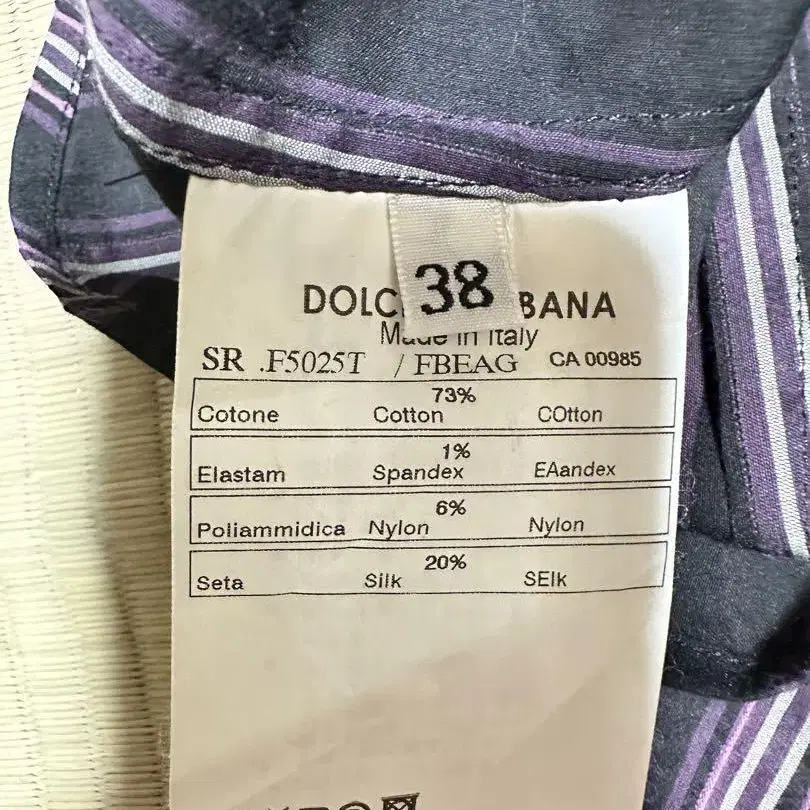 38
DOLC BANA
Made in Italy
SR .F5025T / FBEAG CA 00985
73%
Cotone Cotton COtton
1%
Elastam Spandex EAandex
6%
Poliammidica Nylon Nylon
20%
Seta Silk SElk